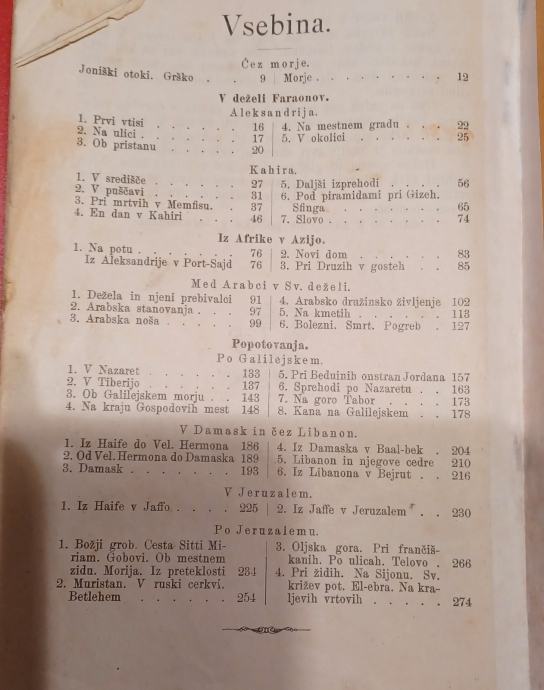 Vsebina.
Čez morje.
Joniški otoki. Grško . . 9
Morje . . . . . . . . 12
V deželi Faraonov.
Aleksandrija.
1. Prvi vtisi . . . . . . 16
2. Na ulici . . . . . . . 17
3. Ob pristanu . . . . . 20
4. Na mestnem gradu . . . 22
5. V okolici . . . . . . 25
Kahira.
1. V središče . . . . . . 27
2. V puščavi . . . . . . 31
3. Pri mrtvih v Memfisu. . 37
4. En dan v Kahiri . . . 46
5. Daljši izprehodi . . . . 56
6. Pod piramidami pri Gizeh.
Sfinga . . . . . . . 65
7. Slovo . . . . . . . . 74
Iz Afrike v Azijo.
1. Na potu . . . . . . . 76
Iz Aleksandrije v Port-Sajd 76
2. Novi dom . . . . . . 83
3. Pri Druzih v gosteh . . 85
Med Arabci v Sv. deželi.
1. Dežela in njeni prebivalci 91
2. Arabska stanovanja . . . 97
3. Arabska noša . . . . . 99
4. Arabsko družinsko življenje 102
5. Na kmetih . . . . . . 113
6. Bolezni. Smrt. Pogreb . 127
Popotovanja.
Po Galilejskem.
1. V Nazaret . . . . . . 133
2. V Tiberijo . . . . . . 137
3. Ob Galilejskem morju . . 143
4. Na kraju Gospodovih mest 148
5. Pri Beduinih onstran Jordana 157
6. Sprehodi po Nazaretu . . 163
7. Na goro Tabor . . . . 173
8. Kana na Galilejskem . . 178
V Damask in čez Libanon.
1. Iz Haife do Vel. Hermona 186
2. Od Vel. Hermona do Damaska 189
3. Damask . . . . . . . 193
4. Iz Damaska v Baal-bek . 204
5. Libanon in njegove cedre 210
6. Iz Libanona v Bejrut . . 216
V Jeruzalem.
1. Iz Haife v Jaffo . . . . 225
2. Iz Jaffe v Jeruzalem . . 230
Po Jeruzalemu.
1. Božji grob. Cesta Sitti Mi-
riam. Gobovi. Ob mestnem
zidu. Morija. Iz preteklosti 234
2. Muristan. V ruski cerkvi.
Betlehem . . . . . . . 254
3. Oljska gora. Pri frančiš-
kanih. Po ulicah. Telovo . 266
4. Pri židih. Na Sijonu. Sv.
križev pot. El-ebra. Na kra-
ljevih vrtovih . . . . . 274